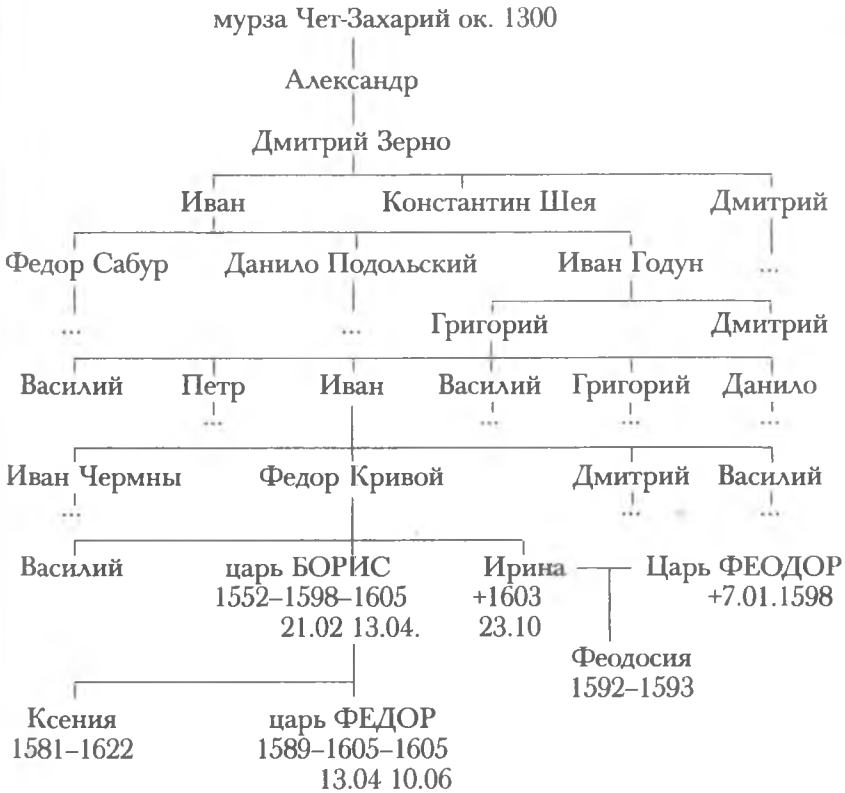 мурза Чет-Захарий ок. 1300
Александр
Дмитрий Зерно
Иван Константин Шея Дмитрий
Федор Сабур Данило Подольский Иван Годун ...
... ... Григорий Дмитрий
Василий Петр Иван Василий Григорий Данило
... ... ... ...
Иван Чермны Федор Кривой Дмитрий Василий
... ... ...
Василий царь БОРИС Ирина Царь ФЕОДОР
1552–1598–1605 +1603 +7.01.1598
21.02 13.04. 23.10
Феодосия
1592–1593
Ксения царь ФЕДОР
1581–1622 1589–1605–1605
13.04 10.06